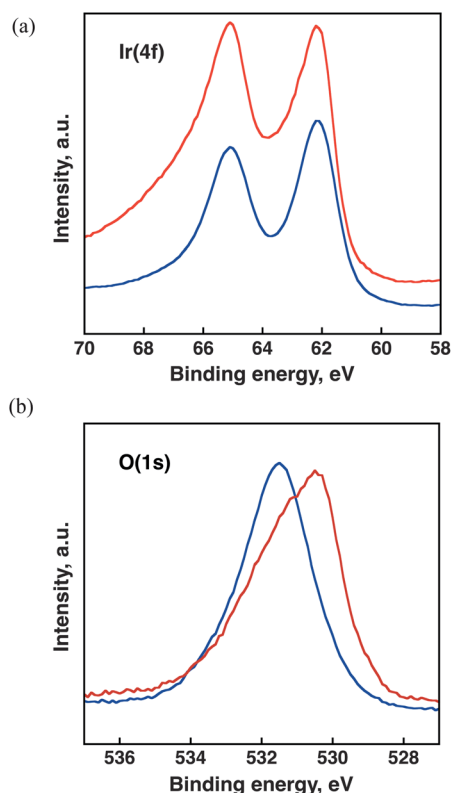 (a)
Ir(4f)
Intensity, a.u.
70 68 66 64 62 60 58
Binding energy, eV
(b)
O(1s)
Intensity, a.u.
536 534 532 530 528
Binding energy, eV